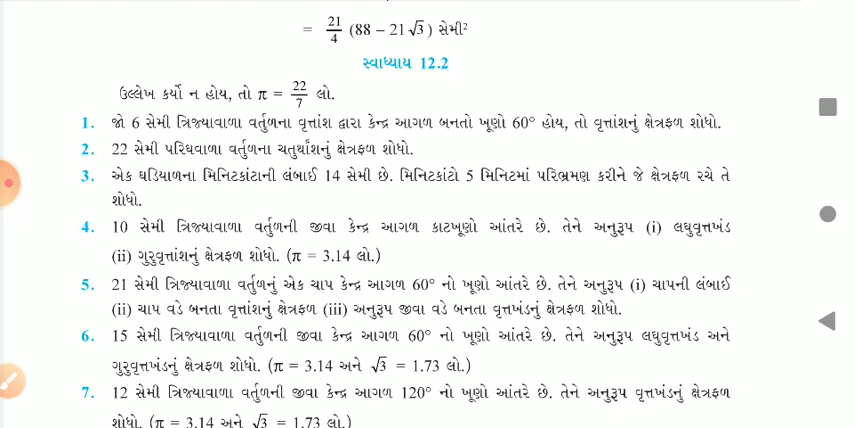 = 21/4 (88 – 21√3) સેમી²
સ્વાધ્યાય 12.2
ઉલ્લેખ કર્યો ન હોય, તો π = 22/7 લો.
1. જો 6 સેમી ત્રિજ્યાવાળા વર્તુળના વૃત્તાંશ દ્વારા કેન્દ્ર આગળ બનતો ખૂણો 60° હોય, તો વૃત્તાંશનું ક્ષેત્રફળ શોધો.
2. 22 સેમી પરિઘવાળા વર્તુળના ચતુર્થાંશનું ક્ષેત્રફળ શોધો.
3. એક ઘડિયાળના મિનિટકાંટાની લંબાઈ 14 સેમી છે. મિનિટકાંટો 5 મિનિટમાં પરિભ્રમણ કરીને જે ક્ષેત્રફળ રચે તે
શોધો.
4. 10 સેમી ત્રિજ્યાવાળા વર્તુળની જીવા કેન્દ્ર આગળ કાટખૂણો આંતરે છે. તેને અનુરૂપ (i) લઘુવૃત્તખંડ
(ii) ગુરુવૃત્તાંશનું ક્ષેત્રફળ શોધો. (π = 3.14 લો.)
5. 21 સેમી ત્રિજ્યાવાળા વર્તુળનું એક ચાપ કેન્દ્ર આગળ 60° નો ખૂણો આંતરે છે. તેને અનુરૂપ (i) ચાપની લંબાઈ
(ii) ચાપ વડે બનતા વૃત્તાંશનું ક્ષેત્રફળ (iii) અનુરૂપ જીવા વડે બનતા વૃત્તખંડનું ક્ષેત્રફળ શોધો.
6. 15 સેમી ત્રિજ્યાવાળા વર્તુળની જીવા કેન્દ્ર આગળ 60° નો ખૂણો આંતરે છે. તેને અનુરૂપ લઘુવૃત્તખંડ અને
ગુરુવૃત્તખંડનું ક્ષેત્રફળ શોધો. (π = 3.14 અને √3 = 1.73 લો.)
7. 12 સેમી ત્રિજ્યાવાળા વર્તુળની જીવા કેન્દ્ર આગળ 120° નો ખૂણો આંતરે છે. તેને અનુરૂપ વૃત્તખંડનું ક્ષેત્રફળ
શોધો. (π = 3.14 અને √3 = 1.73 લો.)